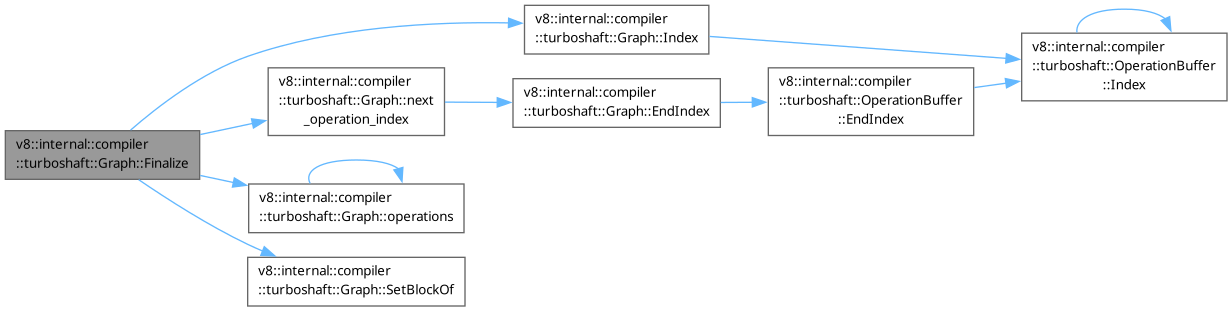 v8::internal::compiler
::turboshaft::Graph::Finalize
v8::internal::compiler
::turboshaft::Graph::Index
v8::internal::compiler
::turboshaft::OperationBuffer
::Index
v8::internal::compiler
::turboshaft::Graph::next
_operation_index
v8::internal::compiler
::turboshaft::Graph::EndIndex
v8::internal::compiler
::turboshaft::OperationBuffer
::EndIndex
v8::internal::compiler
::turboshaft::Graph::operations
v8::internal::compiler
::turboshaft::Graph::SetBlockOf